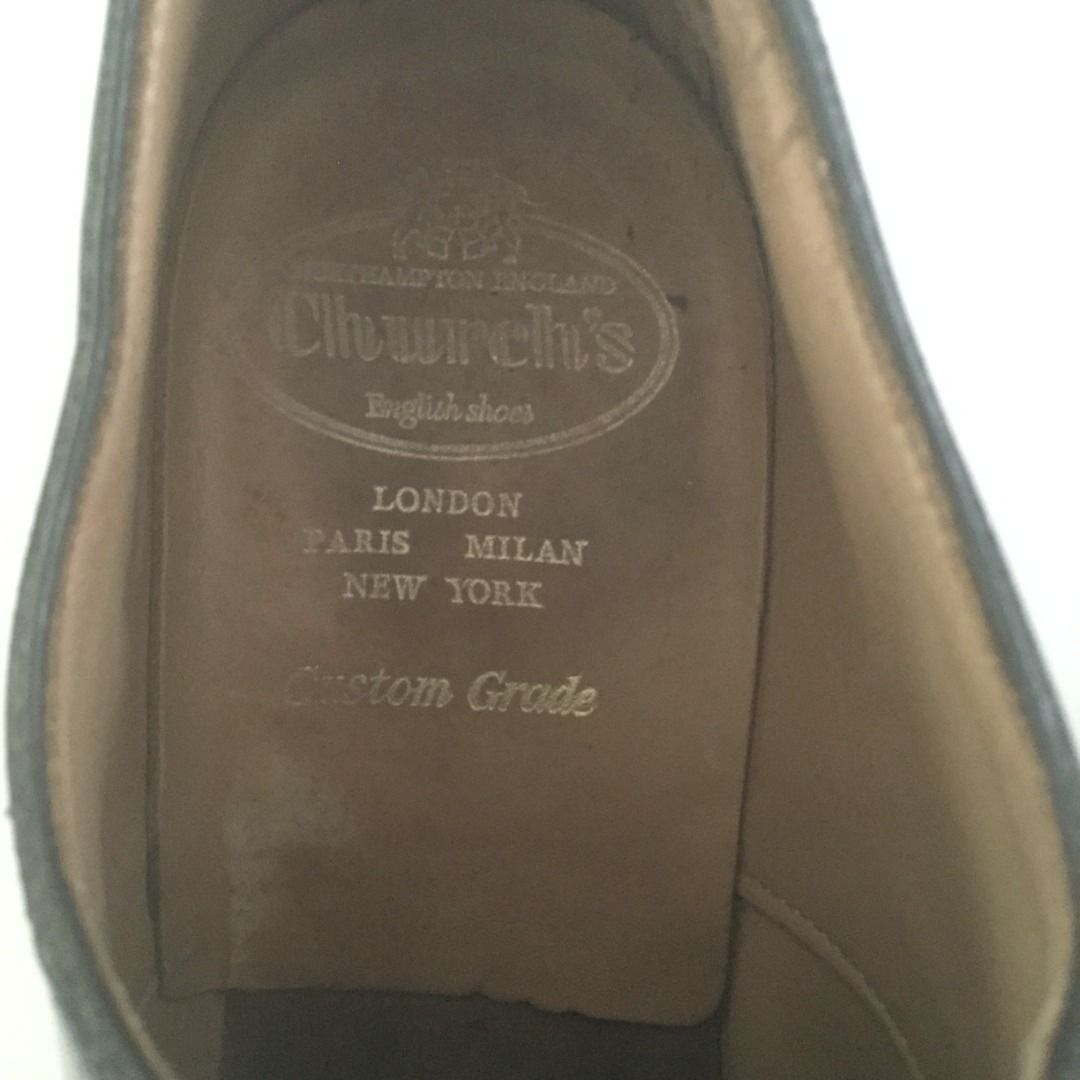 NORTHAMPTON ENGLAND
Church's
English shoes
LONDON
PARIS MILAN
NEW YORK
Custom Grade